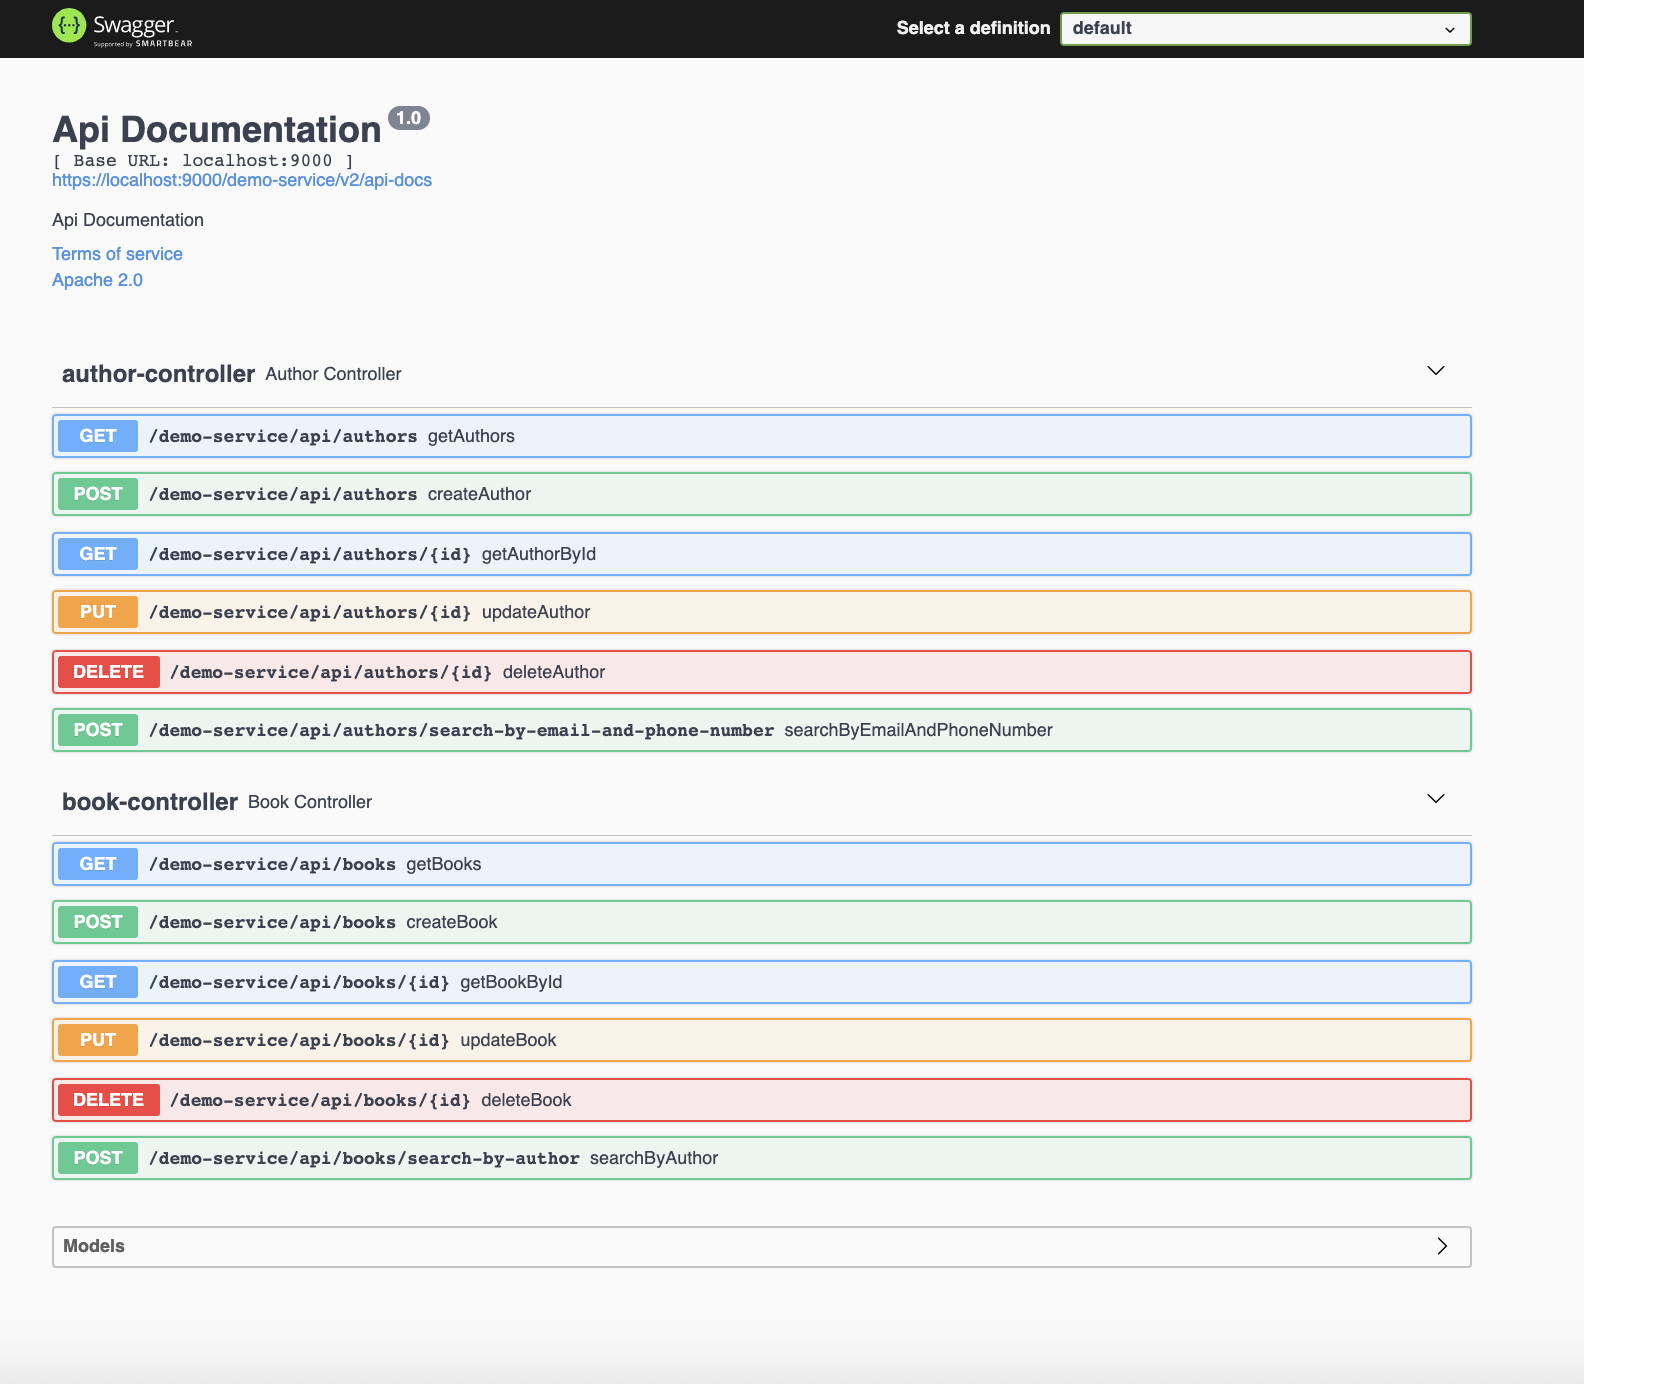 Swagger
Supported by SMARTBEAR
Select a definition
default
Api Documentation 1.0
[ Base URL: localhost:9000 ]
https://localhost:9000/demo-service/v2/api-docs
Api Documentation
Terms of service
Apache 2.0
author-controller Author Controller
GET /demo-service/api/authors getAuthors
POST /demo-service/api/authors createAuthor
GET /demo-service/api/authors/{id} getAuthorById
PUT /demo-service/api/authors/{id} updateAuthor
DELETE /demo-service/api/authors/{id} deleteAuthor
POST /demo-service/api/authors/search-by-email-and-phone-number searchByEmailAndPhoneNumber
book-controller Book Controller
GET /demo-service/api/books getBooks
POST /demo-service/api/books createBook
GET /demo-service/api/books/{id} getBookById
PUT /demo-service/api/books/{id} updateBook
DELETE /demo-service/api/books/{id} deleteBook
POST /demo-service/api/books/search-by-author searchByAuthor
Models